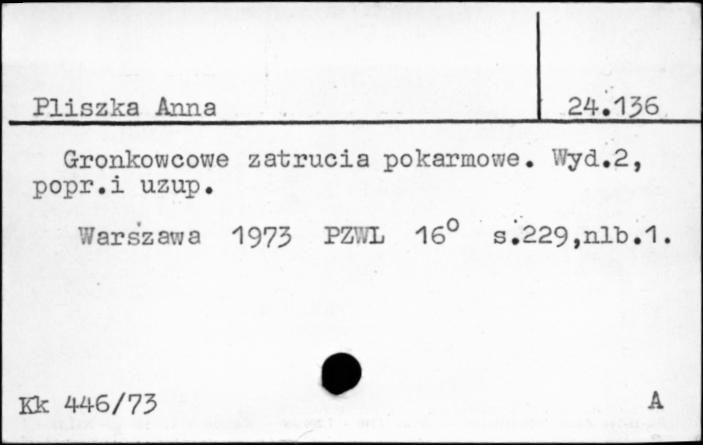 Pliszka Anna 24.136
Gronkowcowe zatrucia pokarmowe. Wyd.2,
popr.i uzup.
Warszawa 1973 PZWL 16° s.229,nlb.1.
Kk 446/73 A